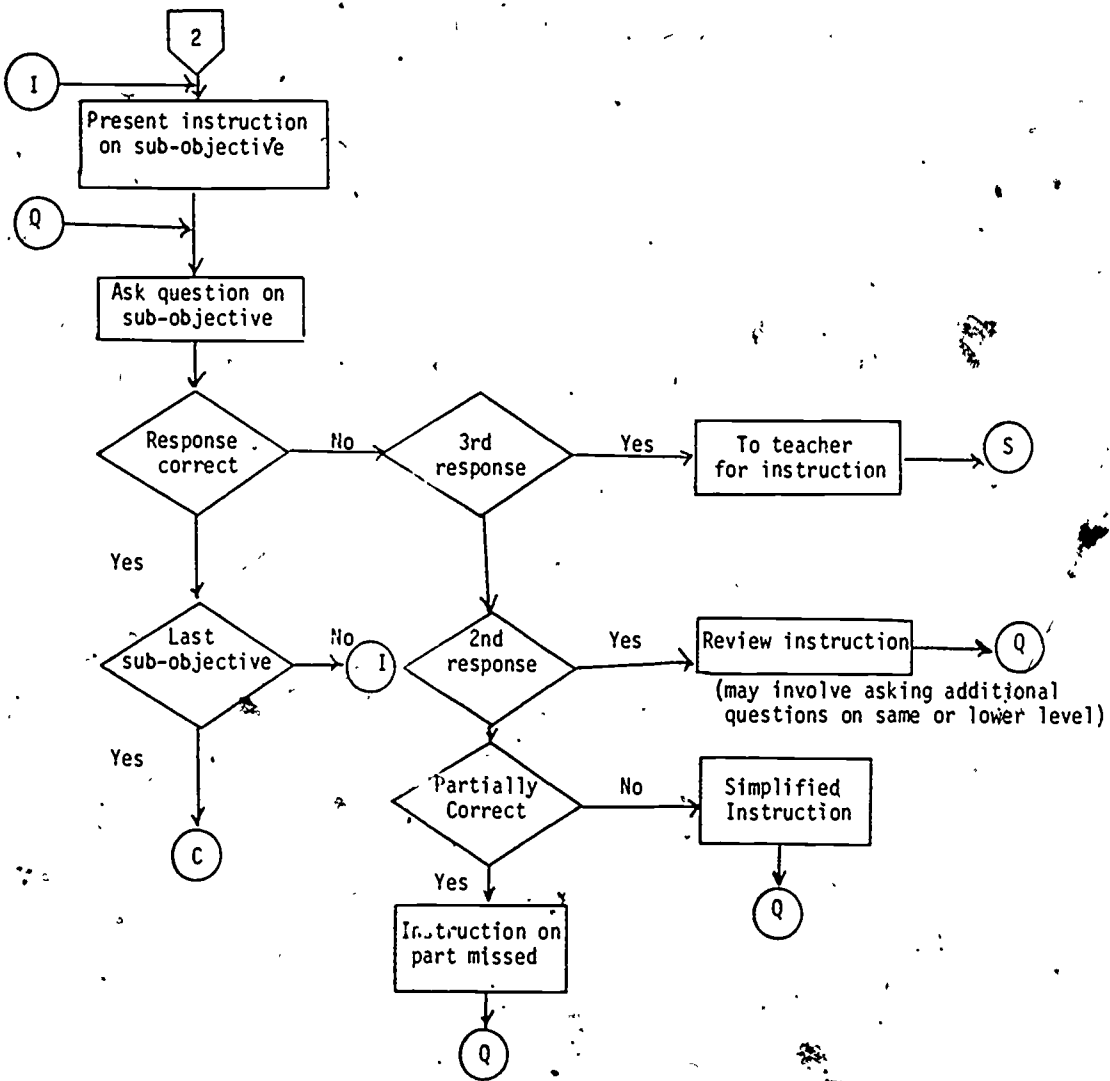 2
I
Present instruction
on sub-objective
Q
Ask question on
sub-objective
Response
correct
No
3rd
response
Yes
To teacher
for instruction
S
Yes
Last
sub-objective
No
I
2nd
response
Yes
Review instruction
Q
(may involve asking additional
questions on same or lower level)
Yes
C
Partially
Correct
No
Simplified
Instruction
Q
Yes
Instruction on
part missed
Q